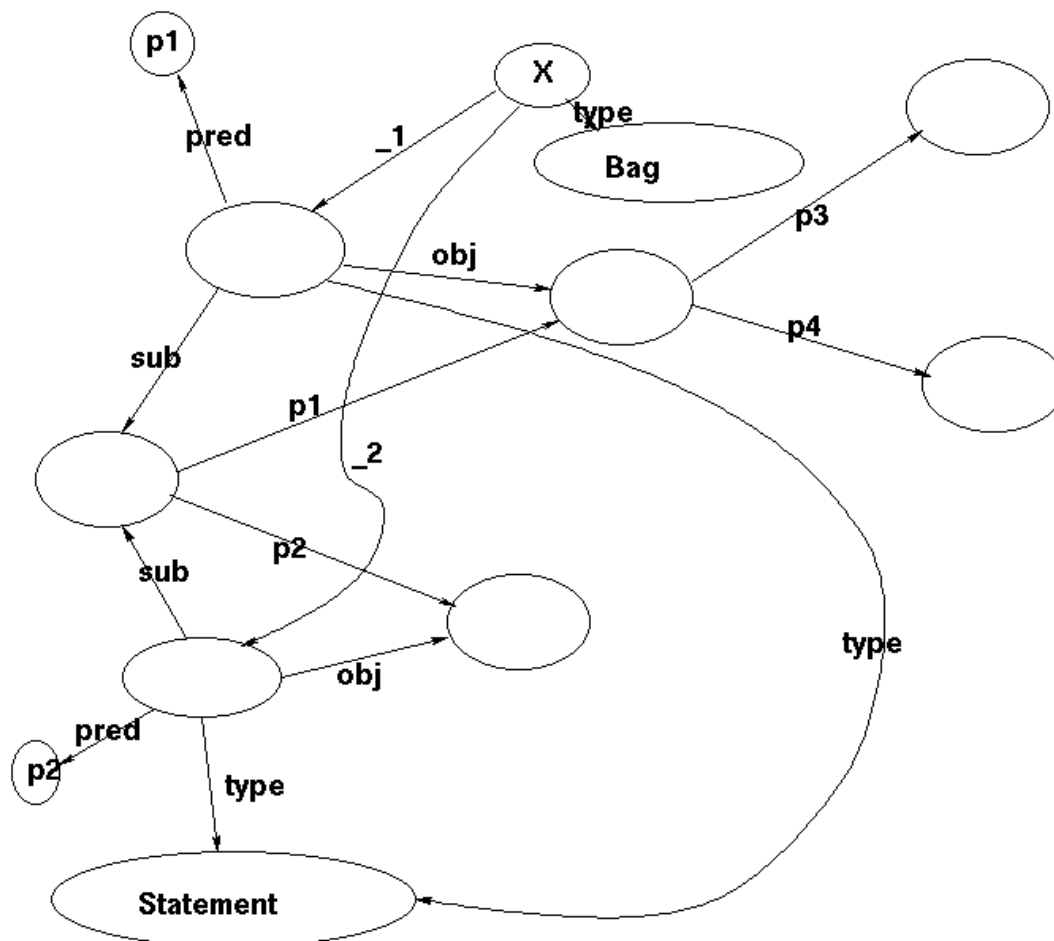 p1
X
type
pred
_1
Bag
p3
obj
p4
sub
p1
_2
p2
sub
type
obj
pred
p2
type
Statement